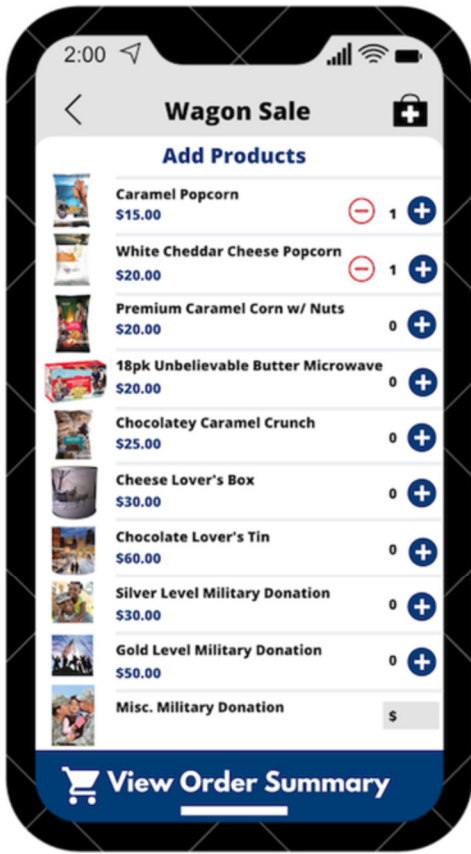 2:00
Wagon Sale
Add Products
Caramel Popcorn
$15.00
1
White Cheddar Cheese Popcorn
$20.00
1
Premium Caramel Corn w/ Nuts
$20.00
0
18pk Unbelievable Butter Microwave
$20.00
0
Chocolatey Caramel Crunch
$25.00
0
Cheese Lover's Box
$30.00
0
Chocolate Lover's Tin
$60.00
0
Silver Level Military Donation
$30.00
0
Gold Level Military Donation
$50.00
0
Misc. Military Donation
$
View Order Summary